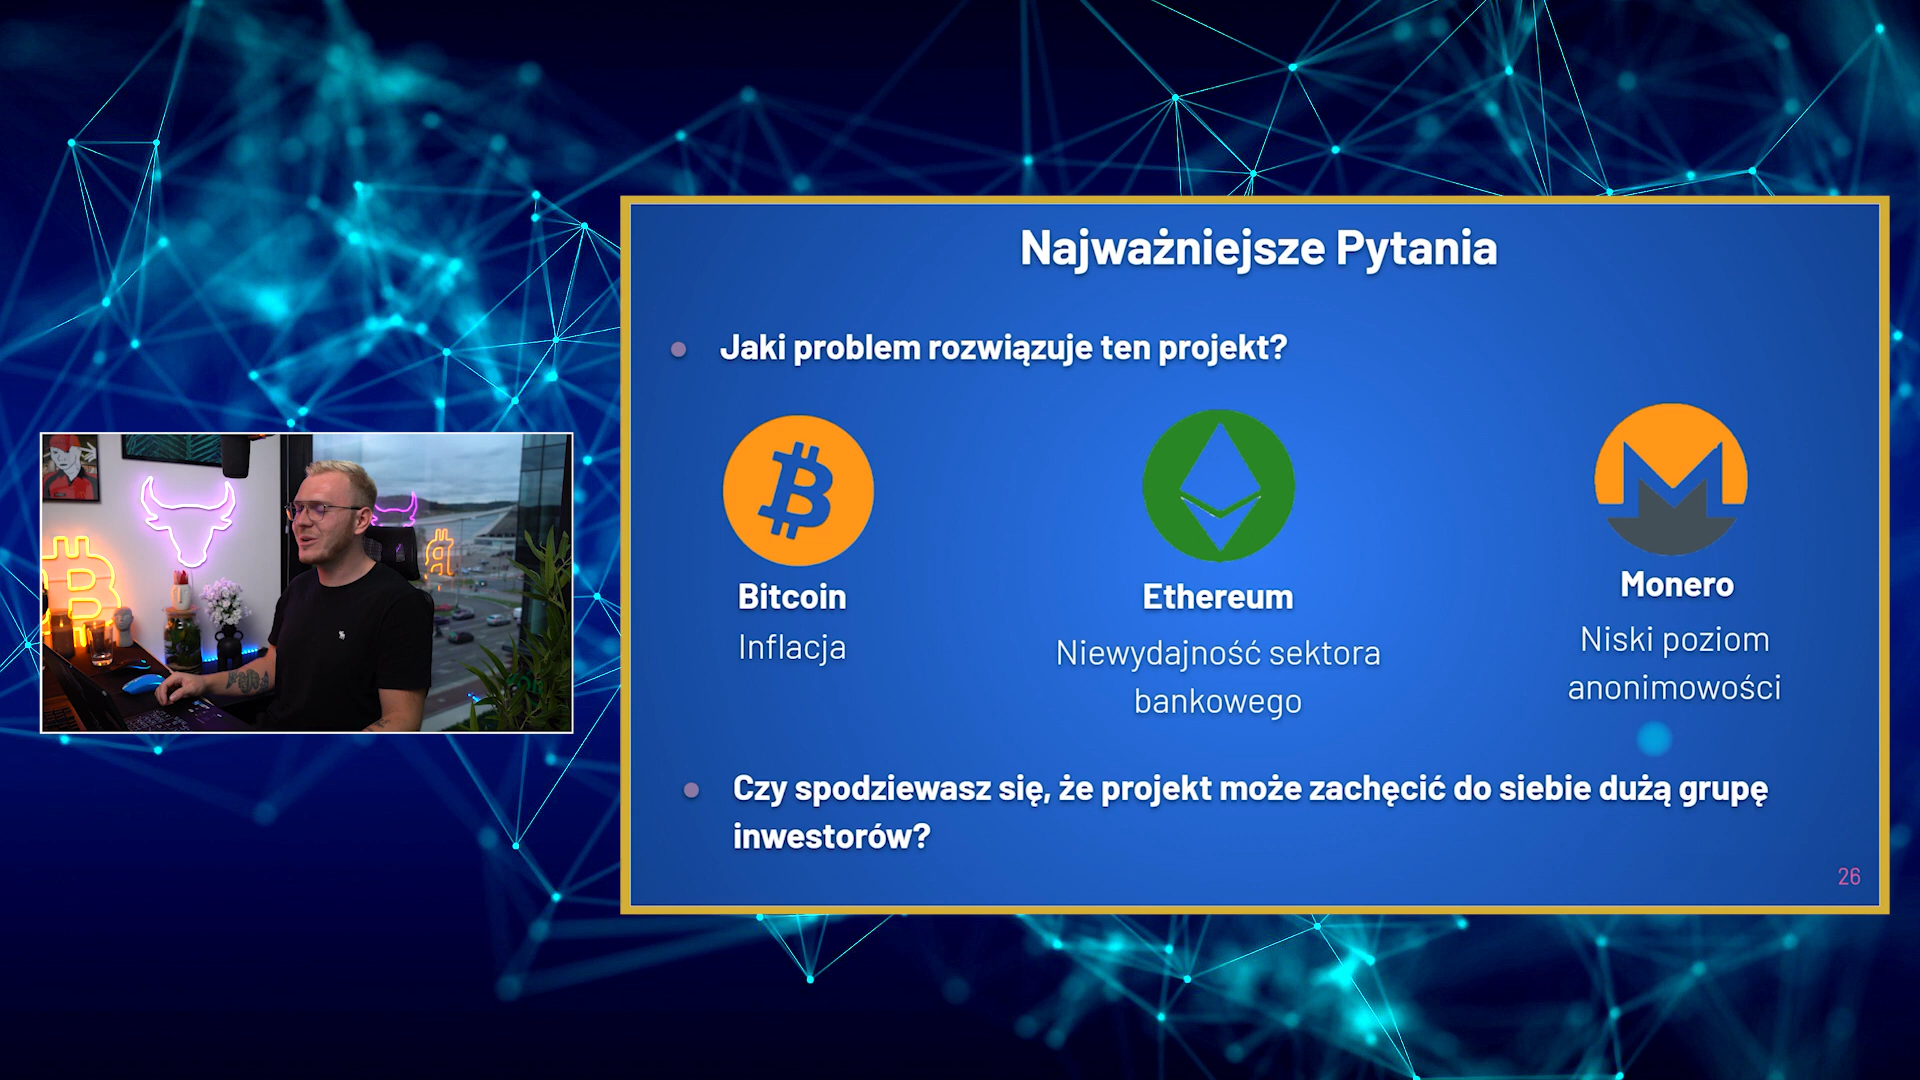 Najważniejsze Pytania
Jaki problem rozwiązuje ten projekt?
Bitcoin
Inflacja
Ethereum
Niewydajność sektora
bankowego
Monero
Niski poziom
anonimowości
Czy spodziewasz się, że projekt może zachęcić do siebie dużą grupę
inwestorów?
26